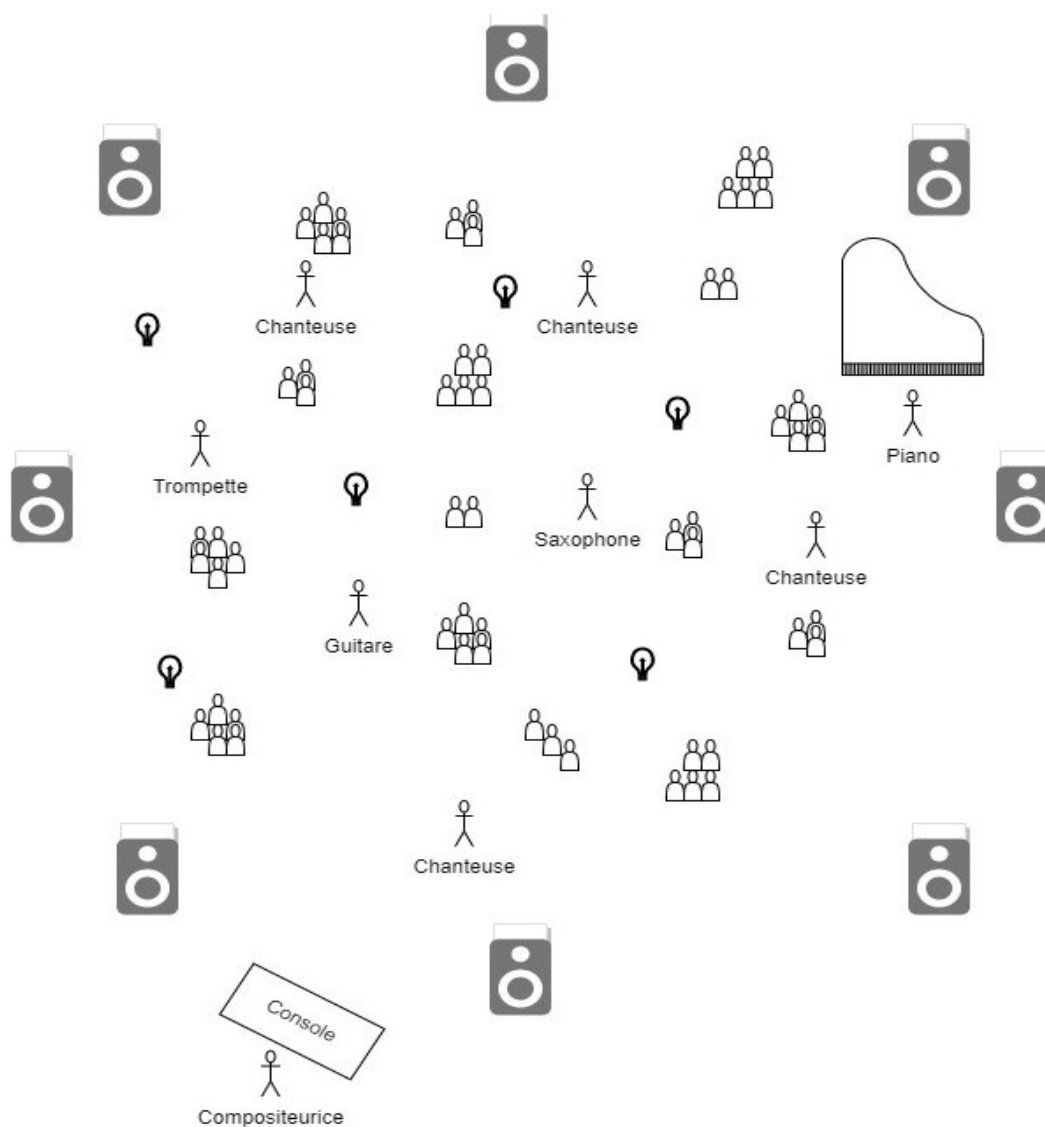 Chanteuse
Chanteuse
Piano
Trompette
Saxophone
Chanteuse
Guitare
Chanteuse
Console
Compositeurice